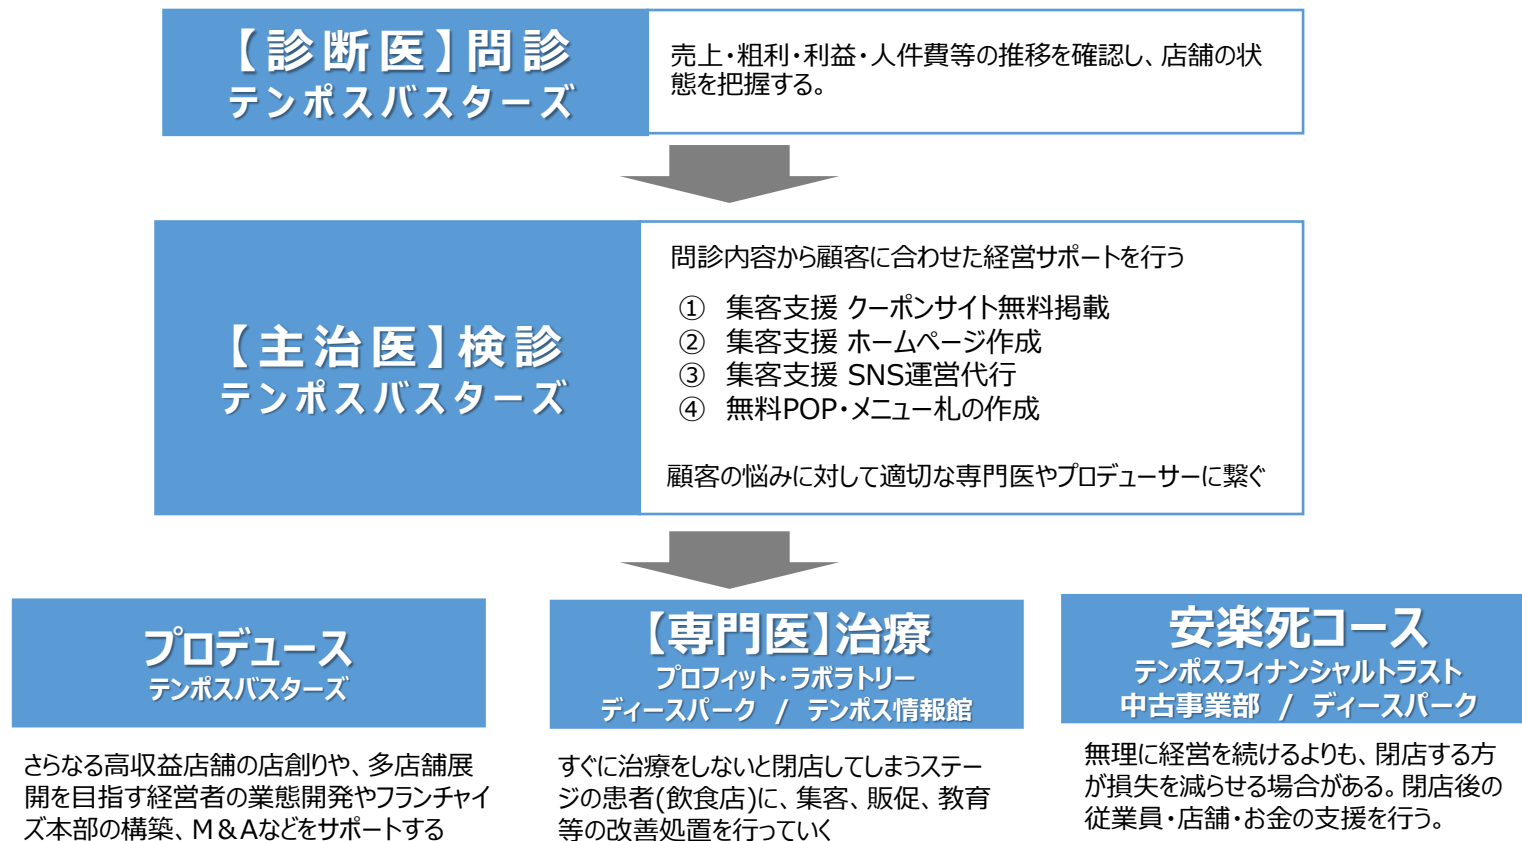 【診断医】問診
テンポスバスターズ
売上・粗利・利益・人件費等の推移を確認し、店舗の状
態を把握する。
【主治医】検診
テンポスバスターズ
問診内容から顧客に合わせた経営サポートを行う
① 集客支援 クーポンサイト無料掲載
② 集客支援 ホームページ作成
③ 集客支援 SNS運営代行
④ 無料POP・メニュー札の作成
顧客の悩みに対して適切な専門医やプロデューサーに繋ぐ
プロデュース
テンポスバスターズ
さらなる高収益店舗の店創りや、多店舗展
開を目指す経営者の業態開発やフランチャイ
ズ本部の構築、M&Aなどをサポートする
【専門医】治療
プロフィット・ラボラトリー
ディースパーク / テンポス情報館
すぐに治療をしないと閉店してしまうステー
ジの患者(飲食店)に、集客、販促、教育
等の改善処置を行っていく
安楽死コース
テンポスフィナンシャルトラスト
中古事業部 / ディースパーク
無理に経営を続けるよりも、閉店する方
が損失を減らせる場合がある。閉店後の
従業員・店舗・お金の支援を行う。